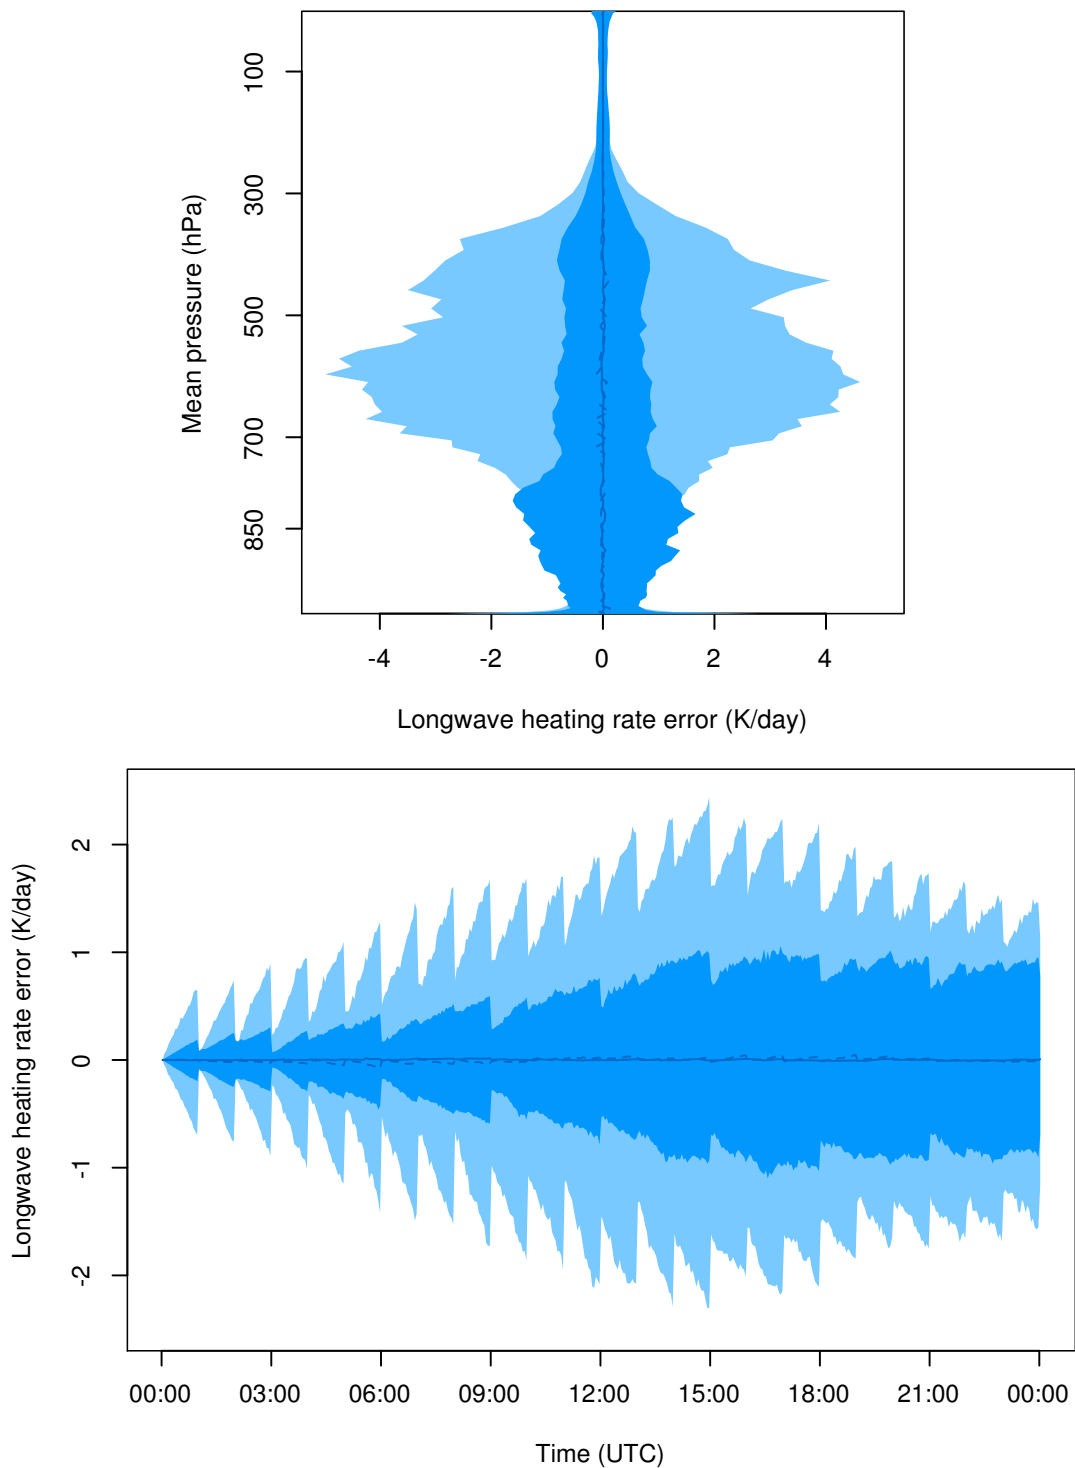 100
300
500
700
850
Mean pressure (hPa)
-4 -2 0 2 4
Longwave heating rate error (K/day)
2
1
0
-1
-2
Longwave heating rate error (K/day)
00:00 03:00 06:00 09:00 12:00 15:00 18:00 21:00 00:00
Time (UTC)